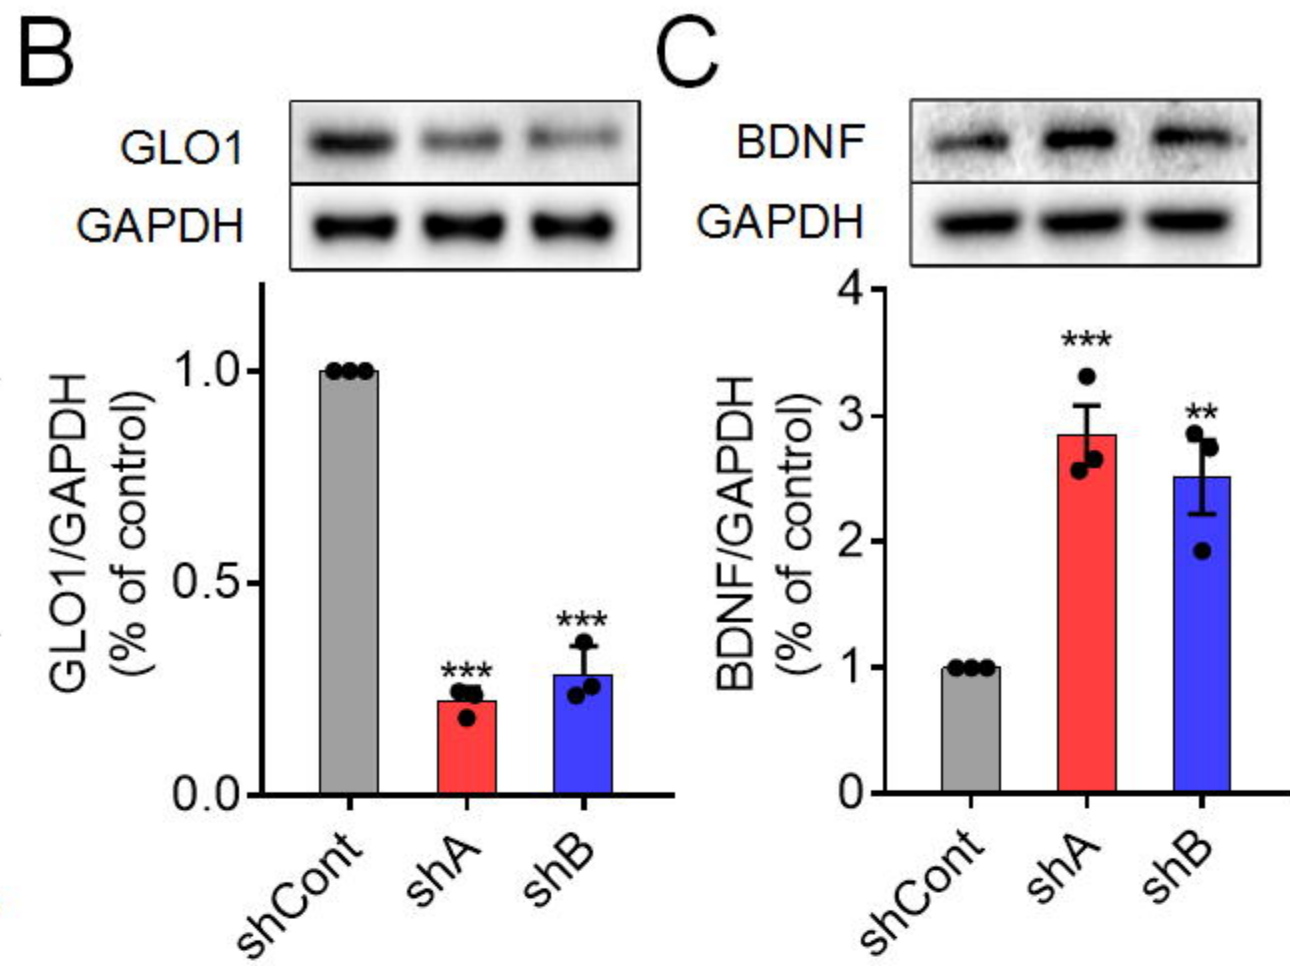 B
GLO1
GAPDH
GLO1/GAPDH
(% of control)
1.0
0.5
0.0
***
***
shCont
shA
shB
C
BDNF
GAPDH
BDNF/GAPDH
(% of control)
4
3
2
1
0
***
**
shCont
shA
shB